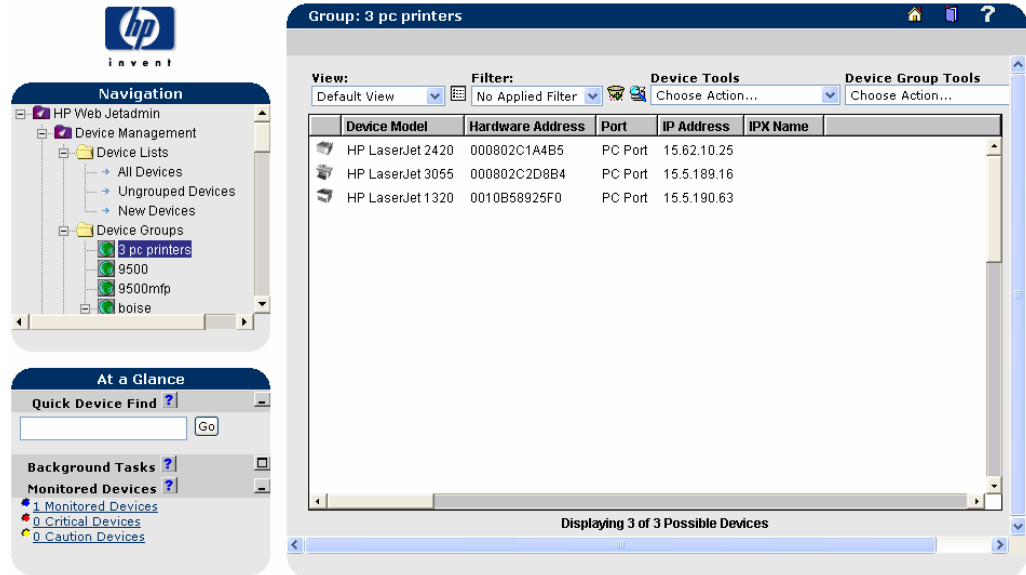 hp
invent
Navigation
HP Web Jetadmin
Device Management
Device Lists
All Devices
Ungrouped Devices
New Devices
Device Groups
3 pc printers
9500
9500mfp
boise
At a Glance
Quick Device Find ?
Go
Background Tasks ?
Monitored Devices ?
1 Monitored Devices
0 Critical Devices
0 Caution Devices
Group: 3 pc printers ?
View: Filter: Device Tools Device Group Tools
Default View No Applied Filter Choose Action... Choose Action...
Device Model Hardware Address Port IP Address IPX Name
HP LaserJet 2420 000802C1A4B5 PC Port 15.62.10.25
HP LaserJet 3055 000802C2D8B4 PC Port 15.5.189.16
HP LaserJet 1320 0010B58925F0 PC Port 15.5.190.63
Displaying 3 of 3 Possible Devices